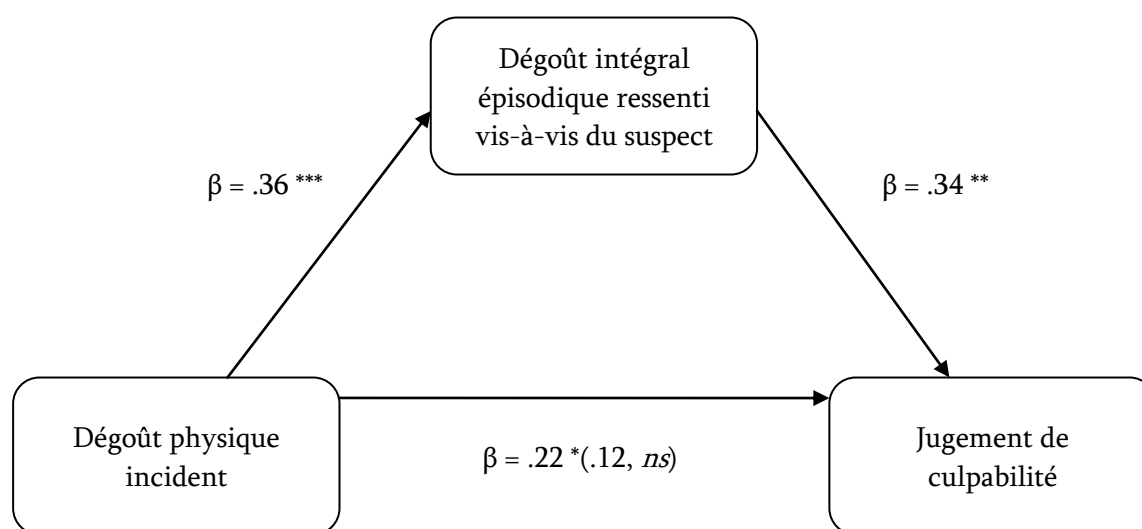 Dégoût intégral
épisodique ressenti
vis-à-vis du suspect
β = .36 ***
β = .34 **
Dégoût physique
incident
β = .22 *(.12, ns)
Jugement de
culpabilité